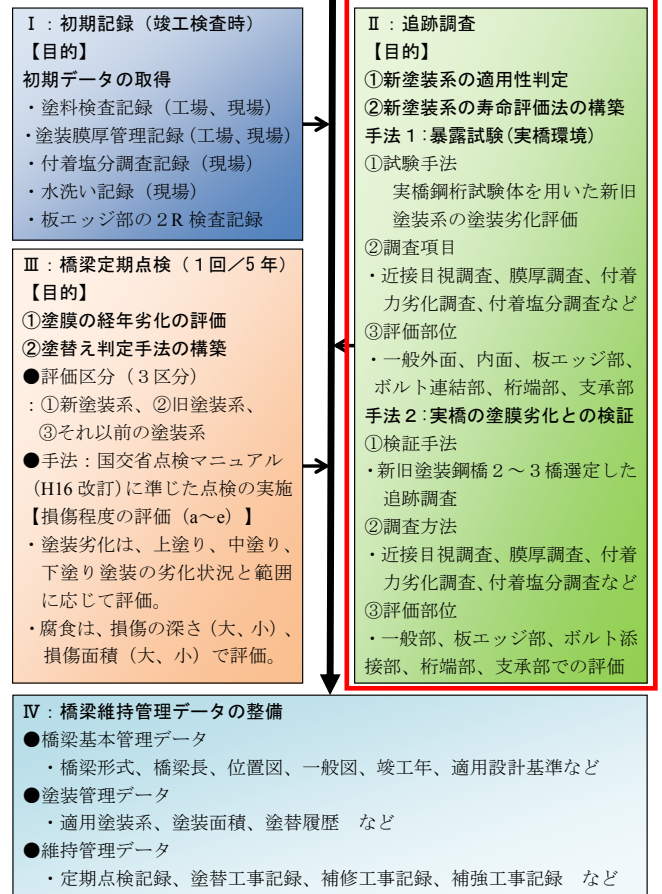 Ⅰ：初期記録（竣工検査時）
【目的】
初期データの取得
・塗料検査記録（工場、現場）
・塗装膜厚管理記録（工場、現場）
・付着塩分調査記録（現場）
・水洗い記録（現場）
・板エッジ部の２R 検査記録
Ⅲ：橋梁定期点検（１回／5 年）
【目的】
①塗膜の経年劣化の評価
②塗替え判定手法の構築
●評価区分（３区分）
：①新塗装系、②旧塗装系、
③それ以前の塗装系
●手法：国交省点検マニュアル
（H16 改訂）に準じた点検の実施
【損傷程度の評価（a～e）】
・塗装劣化は、上塗り、中塗り、
下塗り塗装の劣化状況と範囲
に応じて評価。
・腐食は、損傷の深さ（大、小）、
損傷面積（大、小）で評価。
Ⅱ：追跡調査
【目的】
①新塗装系の適用性判定
②新塗装系の寿命評価法の構築
手法１：暴露試験（実橋環境）
①試験手法
実橋鋼桁試験体を用いた新旧
塗装系の塗装劣化評価
②調査項目
・近接目視調査、膜厚調査、付着
力劣化調査、付着塩分調査など
③評価部位
・一般外面、内面、板エッジ部、
ボルト連結部、桁端部、支承部
手法２：実橋の塗膜劣化との検証
①検証手法
・新旧塗装鋼橋２～３橋選定した
追跡調査
②調査方法
・近接目視調査、膜厚調査、付着
力劣化調査、付着塩分調査など
③評価部位
・一般部、板エッジ部、ボルト添
接部、桁端部、支承部での評価
Ⅳ：橋梁維持管理データの整備
●橋梁基本管理データ
・橋梁形式、橋梁長、位置図、一般図、竣工年、適用設計基準など
●塗装管理データ
・適用塗装系、塗装面積、塗替履歴　など
●維持管理データ
・定期点検記録、塗替工事記録、補修工事記録、補強工事記録　など